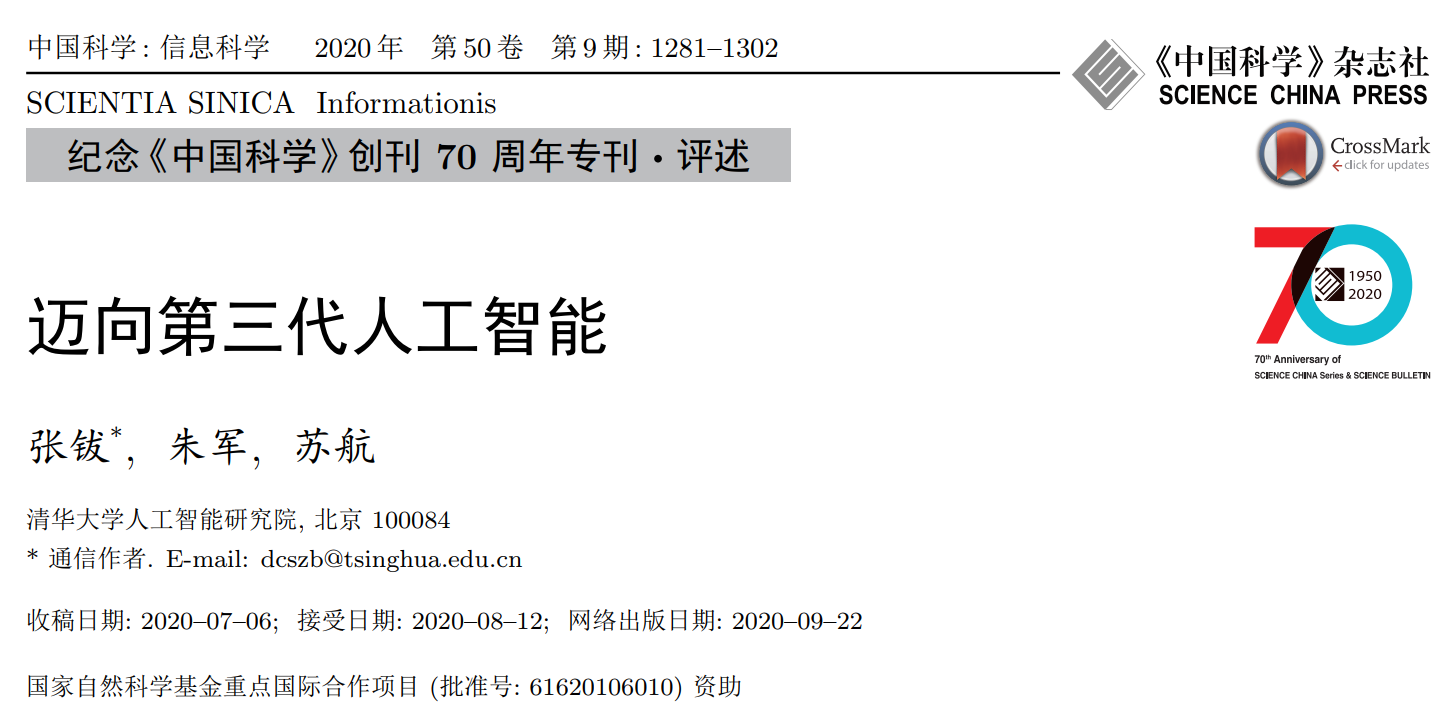 中国科学: 信息科学 2020 年 第 50 卷 第 9 期: 1281–1302
SCIENTIA SINICA Informationis
纪念《中国科学》创刊 70 周年专刊 · 评述
《中国科学》杂志社
SCIENCE CHINA PRESS
CrossMark
click for updates
70
1950
2020
70th Anniversary of
SCIENCE CHINA Series & SCIENCE BULLETIN
迈向第三代人工智能
张钹*, 朱军, 苏航
清华大学人工智能研究院, 北京 100084
* 通信作者. E-mail: dcszb@tsinghua.edu.cn
收稿日期: 2020–07–06; 接受日期: 2020–08–12; 网络出版日期: 2020–09–22
国家自然科学基金重点国际合作项目 (批准号: 61620106010) 资助